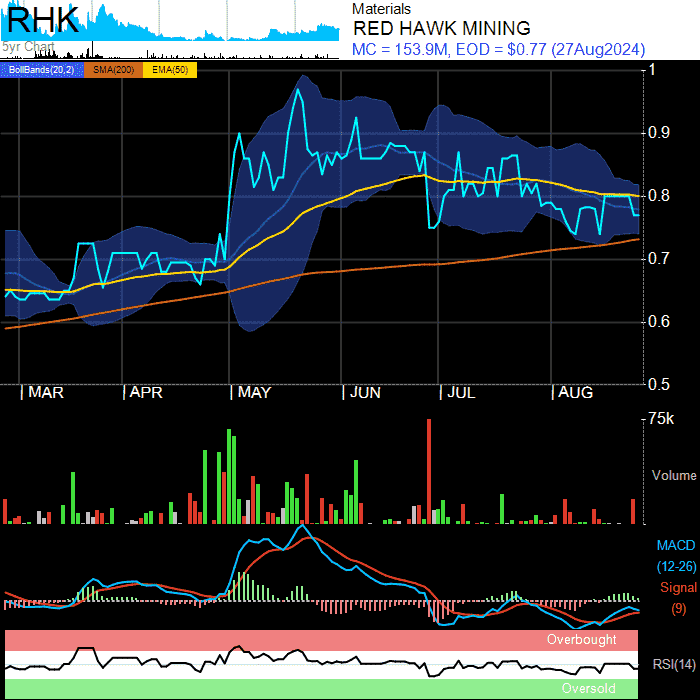 RHK
5yr Chart
Materials
RED HAWK MINING
MC = 153.9M, EOD = $0.77 (27Aug2024)
BollBands(20,2) SMA(200) EMA(50)
1
0.9
0.8
0.7
0.6
0.5
MAR APR MAY JUN JUL AUG
75k
Volume
MACD
(12-26)
Signal
(9)
Overbought
RSI(14)
Oversold